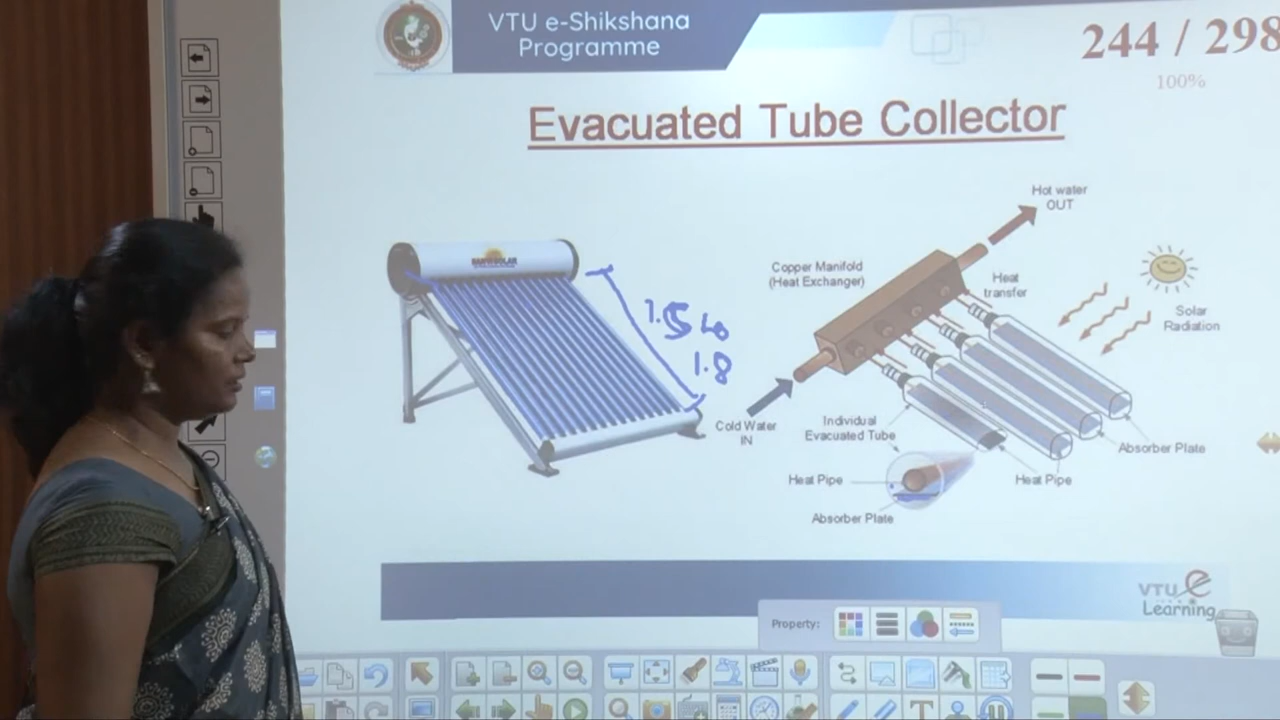 VTU e-Shikshana
Programme
244 / 298
100%
Evacuated Tube Collector
Hot water
OUT
Copper Manifold
(Heat Exchanger)
Heat
transfer
Solar
Radiation
1.5 to
1.8
Cold Water
IN
Individual
Evacuated Tube
Absorber Plate
Heat Pipe
Heat Pipe
Absorber Plate
VTU e
Learning
Property: